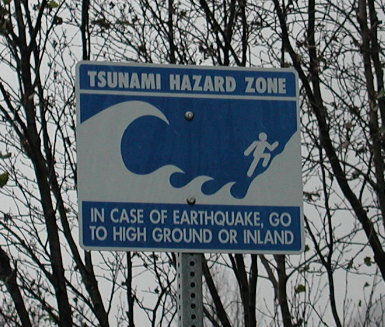 TSUNAMI HAZARD ZONE
IN CASE OF EARTHQUAKE, GO
TO HIGH GROUND OR INLAND